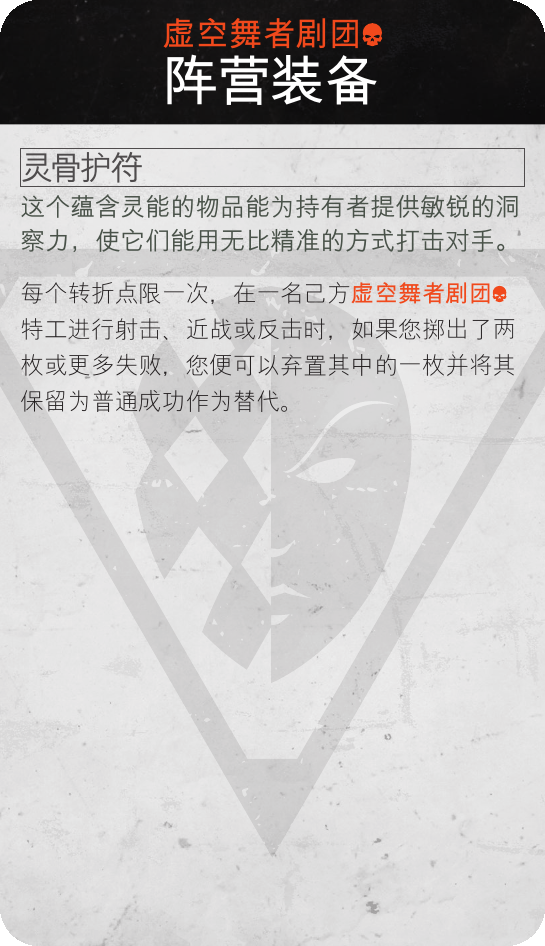 虚空舞者剧团
阵营装备
灵骨护符
这个蕴含灵能的物品能为持有者提供敏锐的洞
察力，使它们能用无比精准的方式打击对手。
每个转折点限一次，在一名己方虚空舞者剧团
特工进行射击、近战或反击时，如果您掷出了两
枚或更多失败，您便可以弃置其中的一枚并将其
保留为普通成功作为替代。